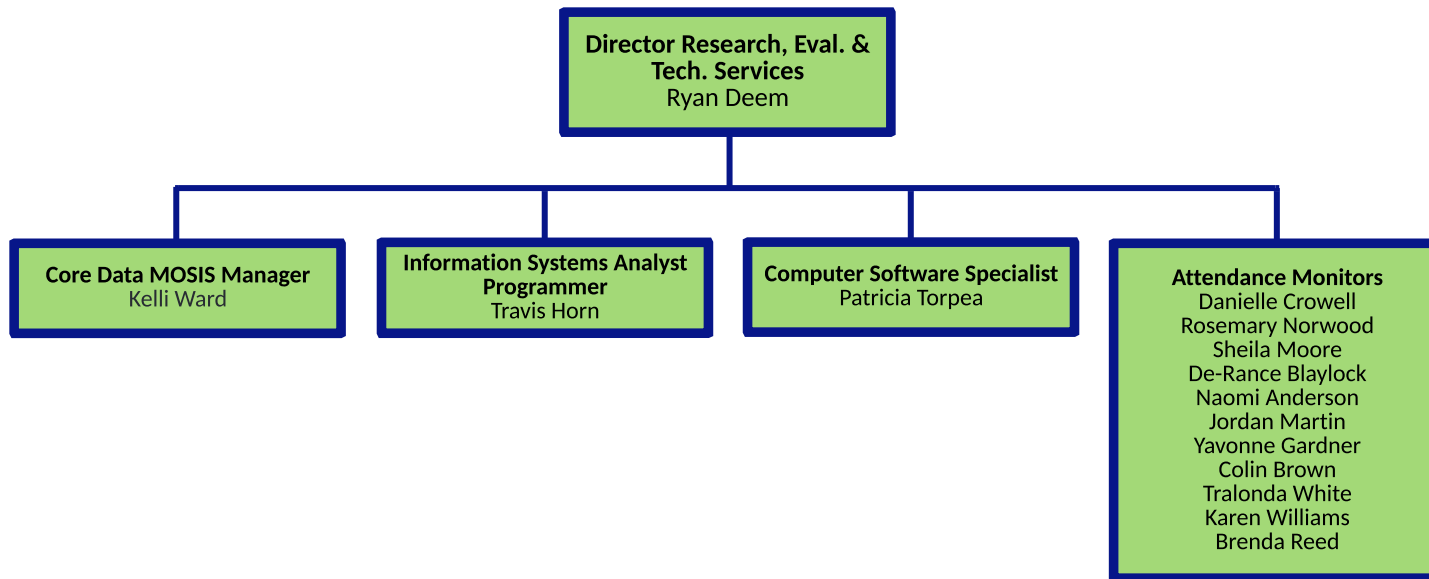 Director Research, Eval. &
Tech. Services
Ryan Deem
Core Data MOSIS Manager
Kelli Ward
Information Systems Analyst
Programmer
Travis Horn
Computer Software Specialist
Patricia Torpea
Attendance Monitors
Danielle Crowell
Rosemary Norwood
Sheila Moore
De-Rance Blaylock
Naomi Anderson
Jordan Martin
Yavonne Gardner
Colin Brown
Tralonda White
Karen Williams
Brenda Reed